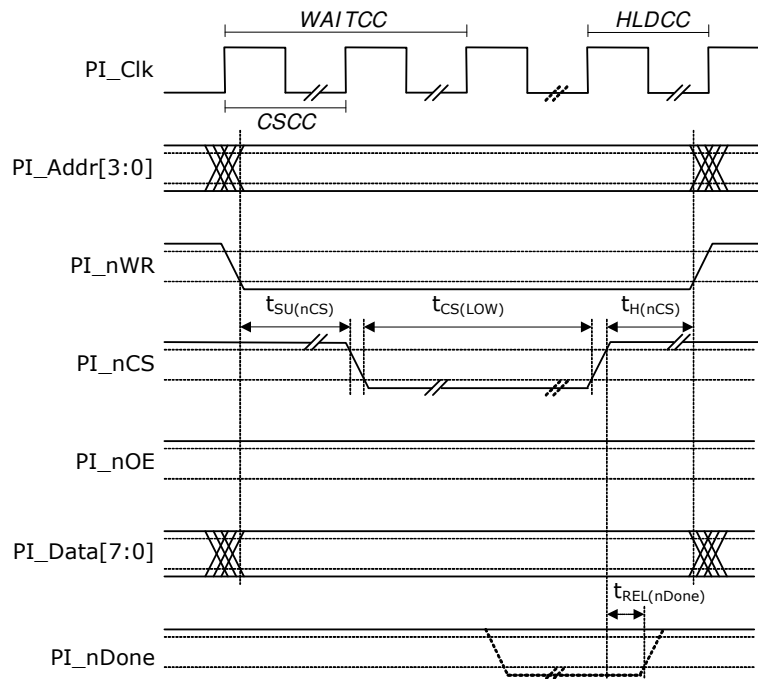 WAITCC
HLDCC
PI_Clk
CSCC
PI_Addr[3:0]
PI_nWR
tSU(nCS)
tCS(LOW)
tH(nCS)
PI_nCS
PI_nOE
PI_Data[7:0]
tREL(nDone)
PI_nDone